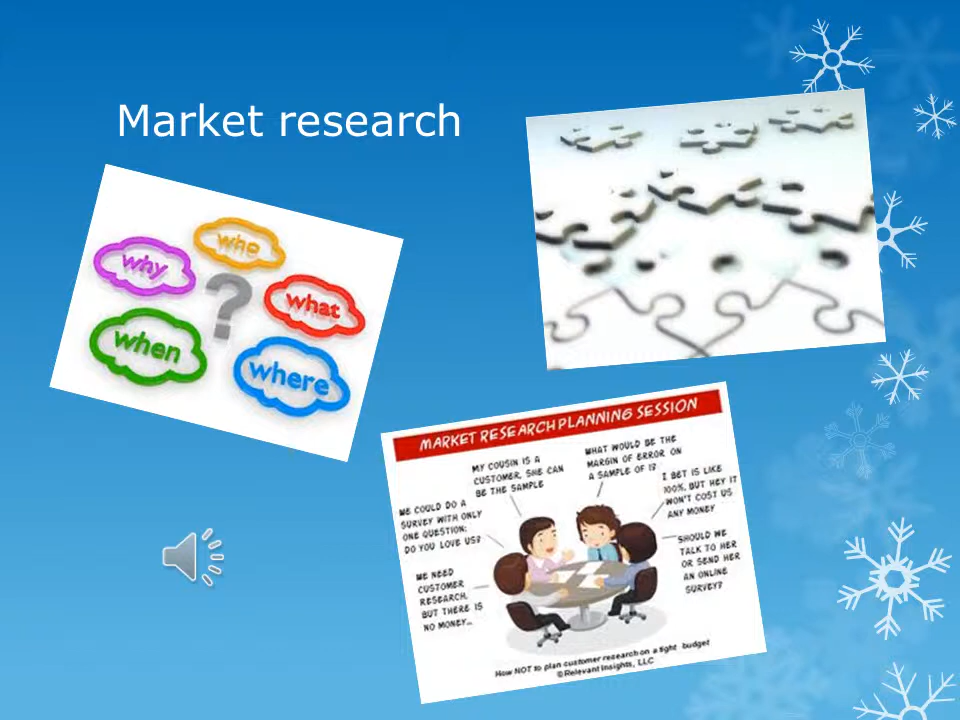 Market research
who
why
what
?
when
where
MARKET RESEARCH PLANNING SESSION
MY COUSIN IS A
CUSTOMER, SHE CAN
BE THE SAMPLE
WHAT WOULD BE THE
MARGIN OF ERROR ON
A SAMPLE OF 1?
I BET IS LIKE
100%, BUT HEY IT
WON'T COST US
ANY MONEY
WE COULD DO A
SURVEY WITH ONLY
ONE QUESTION:
DO YOU LOVE US?
SHOULD WE
TALK TO HER
OR SEND HER
AN ONLINE
SURVEY?
WE NEED
CUSTOMER
RESEARCH,
BUT THERE IS
NO MONEY...
How NOT to plan customer research on a tight budget
© Relevant Insights, LLC